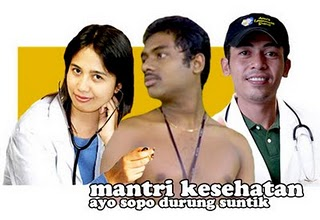 mantri kesehatan
ayo sopo durung suntik